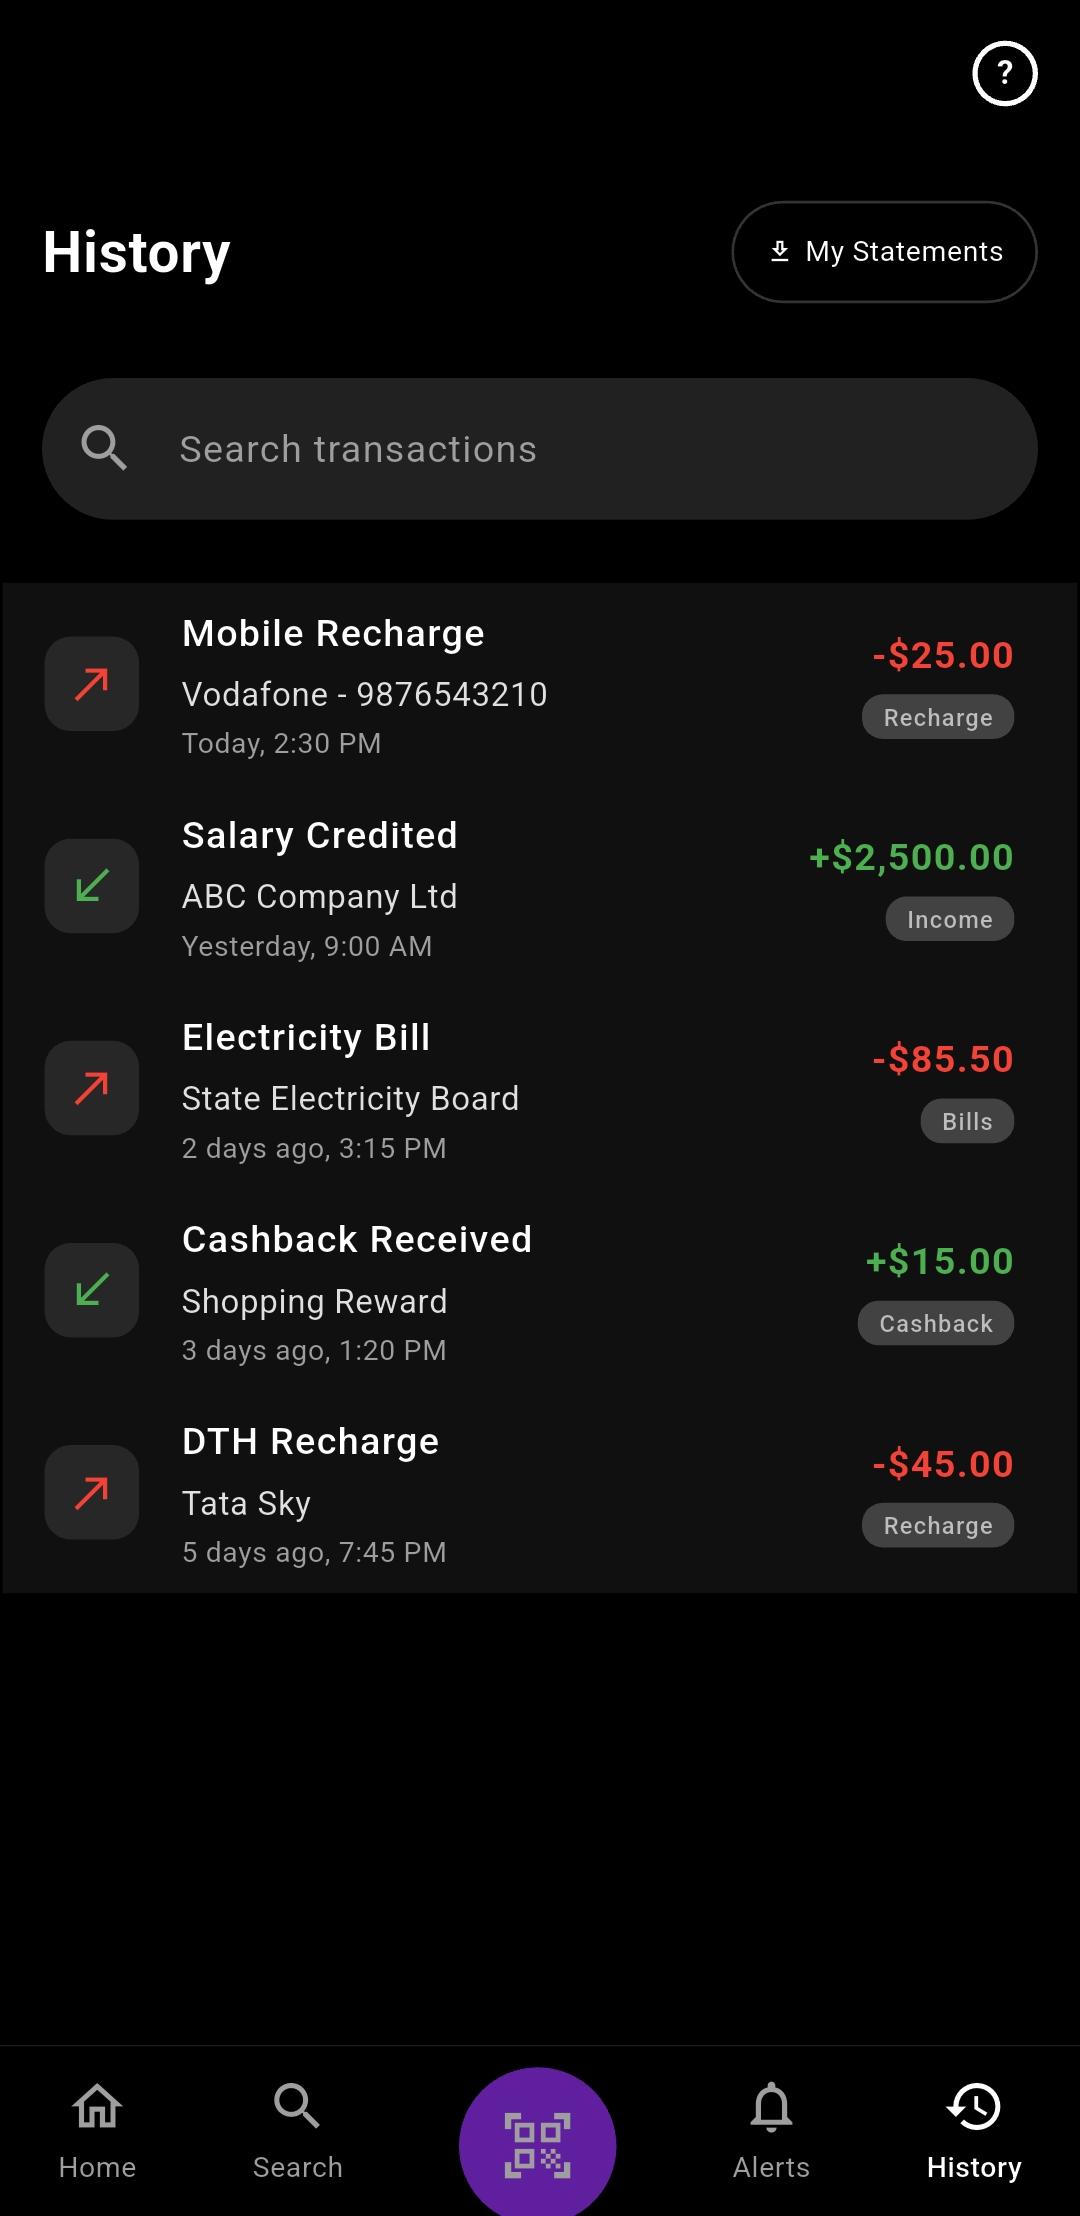 ?
History
My Statements
Search transactions
Mobile Recharge
-$25.00
Vodafone - 9876543210
Recharge
Today, 2:30 PM
Salary Credited
+$2,500.00
ABC Company Ltd
Income
Yesterday, 9:00 AM
Electricity Bill
-$85.50
State Electricity Board
Bills
2 days ago, 3:15 PM
Cashback Received
+$15.00
Shopping Reward
Cashback
3 days ago, 1:20 PM
DTH Recharge
-$45.00
Tata Sky
Recharge
5 days ago, 7:45 PM
Home
Search
Alerts
History